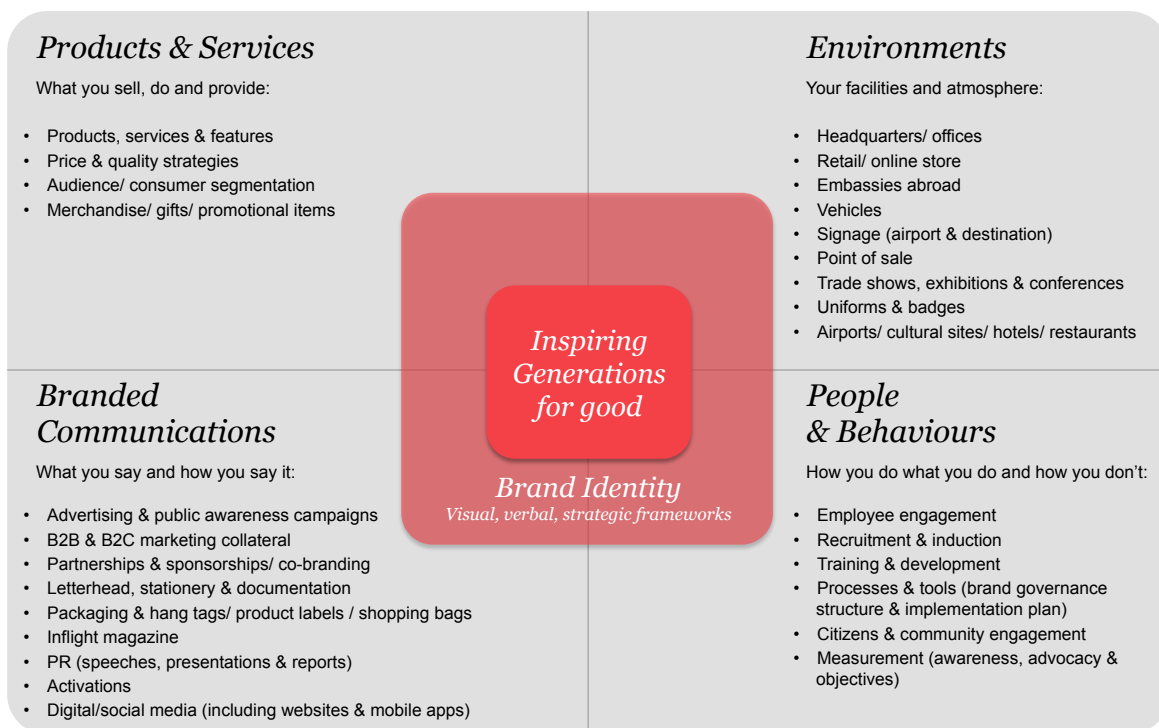 Products & Services
What you sell, do and provide:
• Products, services & features
• Price & quality strategies
• Audience/ consumer segmentation
• Merchandise/ gifts/ promotional items
Environments
Your facilities and atmosphere:
• Headquarters/ offices
• Retail/ online store
• Embassies abroad
• Vehicles
• Signage (airport & destination)
• Point of sale
• Trade shows, exhibitions & conferences
• Uniforms & badges
• Airports/ cultural sites/ hotels/ restaurants
Inspiring
Generations
for good
Brand Identity
Visual, verbal, strategic frameworks
Branded
Communications
What you say and how you say it:
• Advertising & public awareness campaigns
• B2B & B2C marketing collateral
• Partnerships & sponsorships/ co-branding
• Letterhead, stationery & documentation
• Packaging & hang tags/ product labels / shopping bags
• Inflight magazine
• PR (speeches, presentations & reports)
• Activations
• Digital/social media (including websites & mobile apps)
People
& Behaviours
How you do what you do and how you don't:
• Employee engagement
• Recruitment & induction
• Training & development
• Processes & tools (brand governance
structure & implementation plan)
• Citizens & community engagement
• Measurement (awareness, advocacy &
objectives)